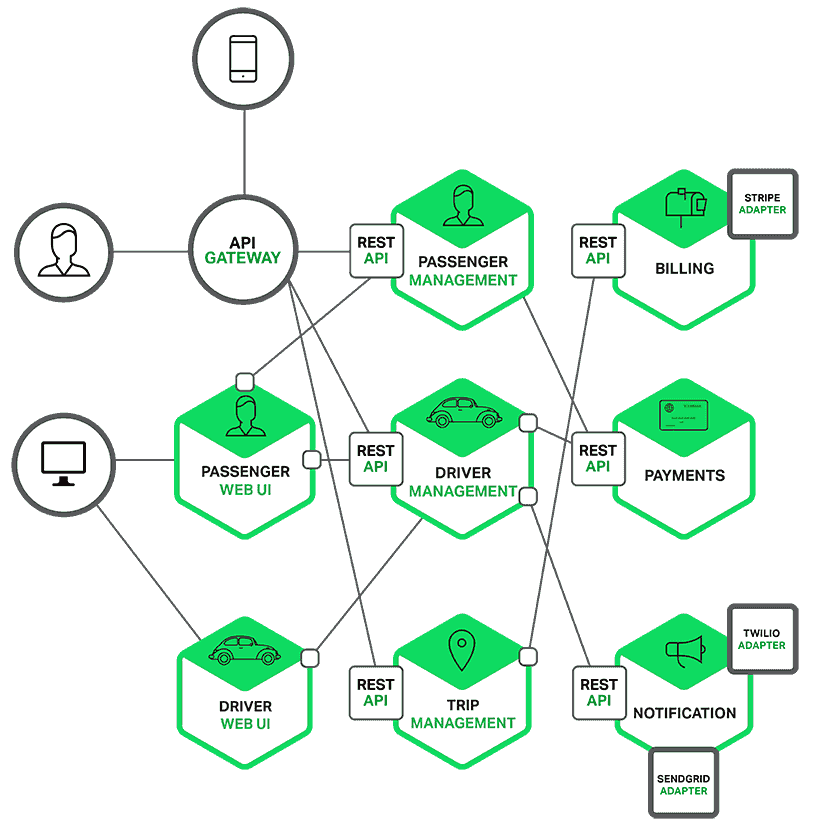 API
GATEWAY
REST
API
PASSENGER
MANAGEMENT
REST
API
BILLING
STRIPE
ADAPTER
PASSENGER
WEB UI
REST
API
DRIVER
MANAGEMENT
REST
API
PAYMENTS
DRIVER
WEB UI
REST
API
TRIP
MANAGEMENT
REST
API
NOTIFICATION
TWILIO
ADAPTER
SENDGRID
ADAPTER